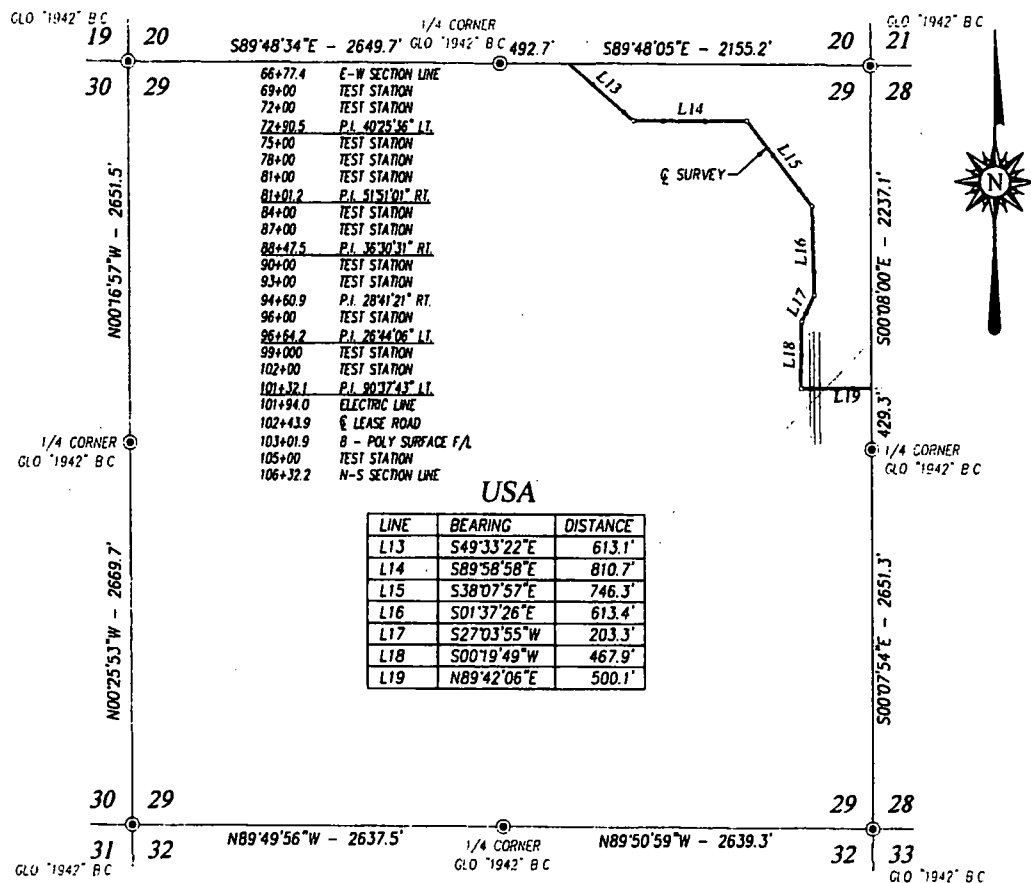 GLO "1942" B C
1/4 CORNER
GLO "1942" B C
GLO "1942" B C
19 20
S89°48'34"E - 2649.7'
492.7'
S89°48'05"E - 2155.2'
20 21
30 29
29 28
66+77.4 E-W SECTION LINE
69+00 TEST STATION
72+00 TEST STATION
72+90.5 P.I. 40°25'36" LT.
75+00 TEST STATION
78+00 TEST STATION
81+00 TEST STATION
81+01.2 P.I. 51°51'01" RT.
84+00 TEST STATION
87+00 TEST STATION
88+47.5 P.I. 36°30'31" RT.
90+00 TEST STATION
93+00 TEST STATION
94+60.9 P.I. 28°41'21" RT.
96+00 TEST STATION
96+64.2 P.I. 26°44'06" LT.
99+000 TEST STATION
102+00 TEST STATION
101+32.1 P.I. 90°37'43" LT.
101+94.0 ELECTRIC LINE
102+43.9 ℄ LEASE ROAD
103+01.9 8 - POLY SURFACE F/L
105+00 TEST STATION
106+32.2 N-S SECTION LINE
L13
L14
L15
℄ SURVEY
L16
L17
L18
L19
N
N00°16'57"W - 2651.5'
S00°08'00"E - 2237.1'
429.3'
1/4 CORNER
GLO "1942" B C
1/4 CORNER
GLO "1942" B C
USA
LINE BEARING DISTANCE
L13 S49°33'22"E 613.1'
L14 S89°58'58"E 810.7'
L15 S38°07'57"E 746.3'
L16 S01°37'26"E 613.4'
L17 S27°03'55"W 203.3'
L18 S00°19'49"W 467.9'
L19 N89°42'06"E 500.1'
N00°25'53"W - 2669.7'
S00°07'54"E - 2651.3'
30 29
29 28
31 32
N89°49'56"W - 2637.5'
1/4 CORNER
GLO "1942" B C
N89°50'59"W - 2639.3'
32 33
GLO "1942" B C
GLO "1942" B C